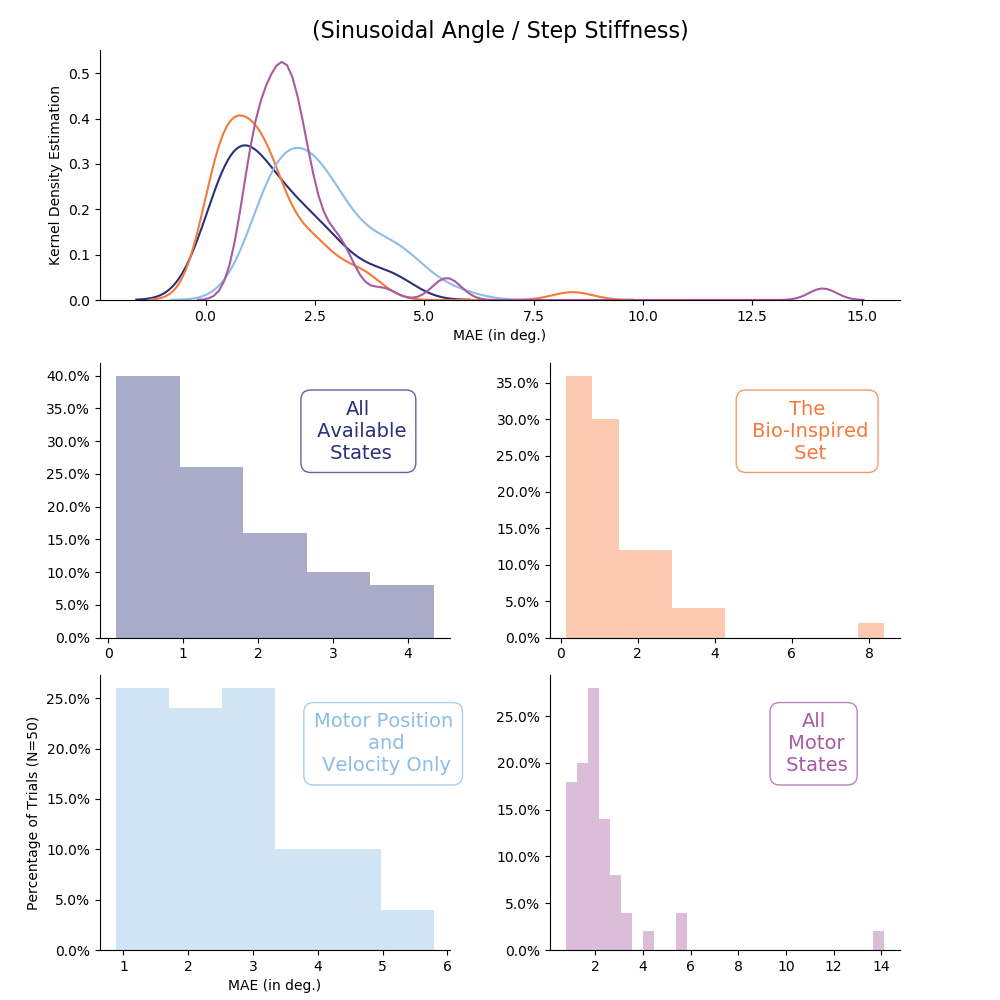 (Sinusoidal Angle / Step Stiffness)
Kernel Density Estimation
0.5
0.4
0.3
0.2
0.1
0.0
0.0 2.5 5.0 7.5 10.0 12.5 15.0
MAE (in deg.)
40.0%
35.0%
30.0%
25.0%
20.0%
15.0%
10.0%
5.0%
0.0%
0 1 2 3 4
All
Available
States
35.0%
30.0%
25.0%
20.0%
15.0%
10.0%
5.0%
0.0%
0 2 4 6 8
The
Bio-Inspired
Set
Percentage of Trials (N=50)
25.0%
20.0%
15.0%
10.0%
5.0%
0.0%
1 2 3 4 5 6
MAE (in deg.)
Motor Position
and
Velocity Only
25.0%
20.0%
15.0%
10.0%
5.0%
0.0%
2 4 6 8 10 12 14
All
Motor
States